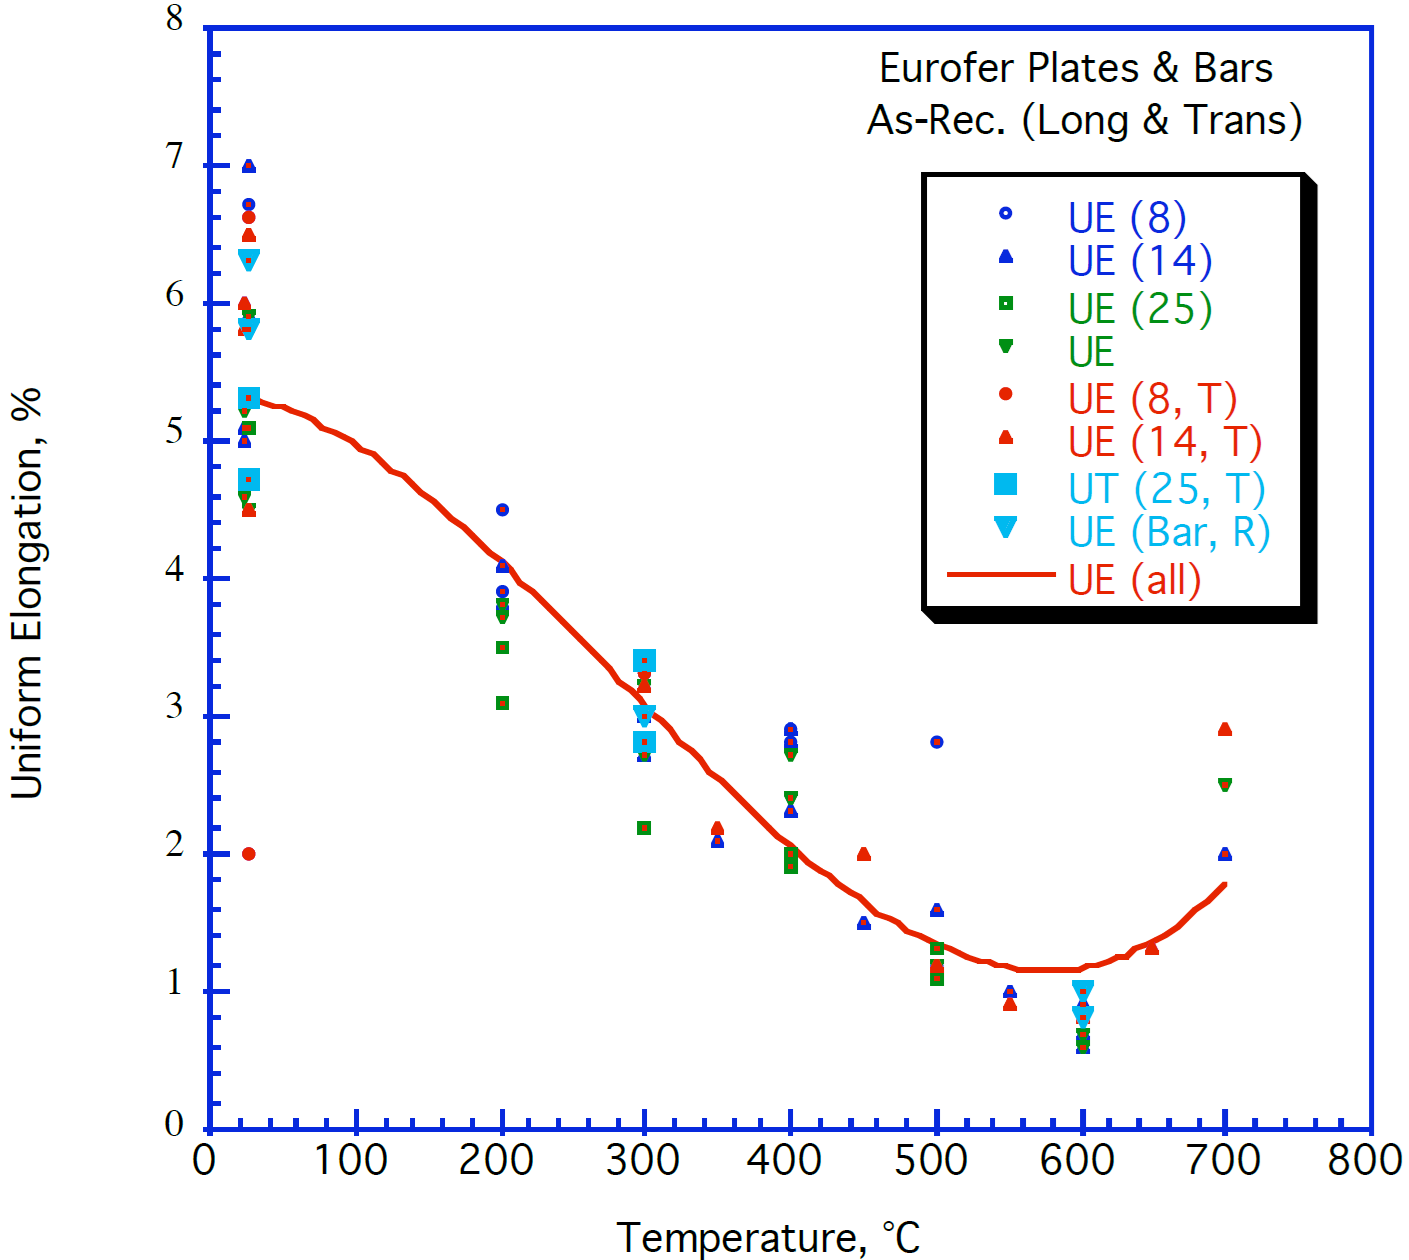 8
7
6
5
4
3
2
1
0
Uniform Elongation, %
Eurofer Plates & Bars
As-Rec. (Long & Trans)
UE (8)
UE (14)
UE (25)
UE
UE (8, T)
UE (14, T)
UT (25, T)
UE (Bar, R)
UE (all)
0 100 200 300 400 500 600 700 800
Temperature, °C